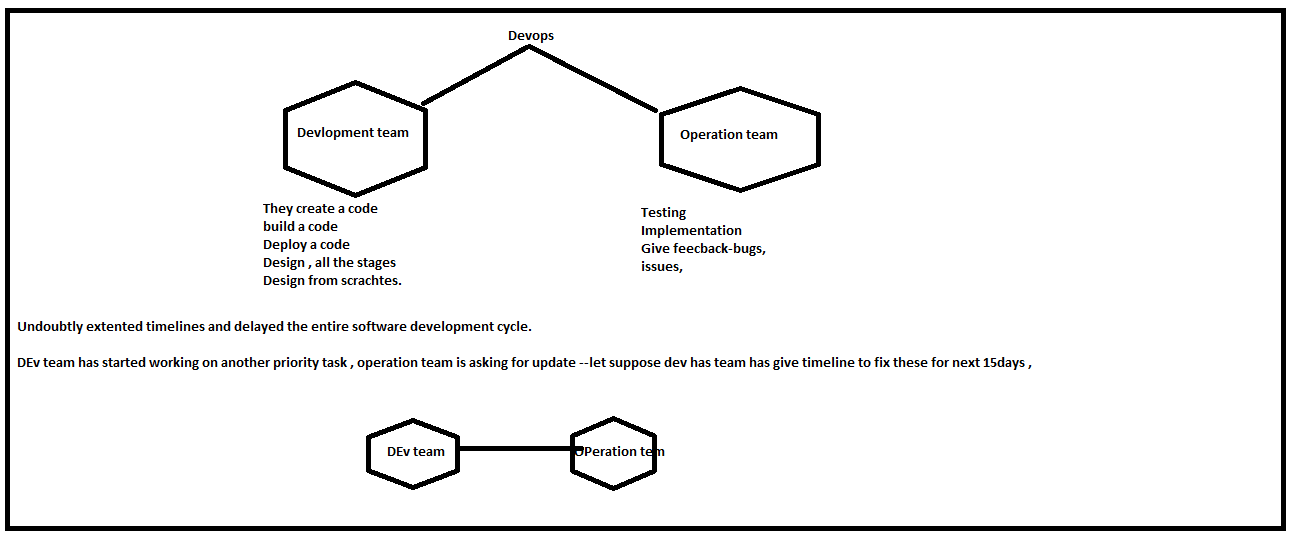 Devops
Devlopment team
Operation team
They create a code
build a code
Deploy a code
Design , all the stages
Design from scrachtes.
Testing
Implementation
Give feecback-bugs,
issues,
Undoubtly extented timelines and delayed the entire software development cycle.
DEv team has started working on another priority task , operation team is asking for update --let suppose dev has team has give timeline to fix these for next 15days ,
DEv team
OPeration tem